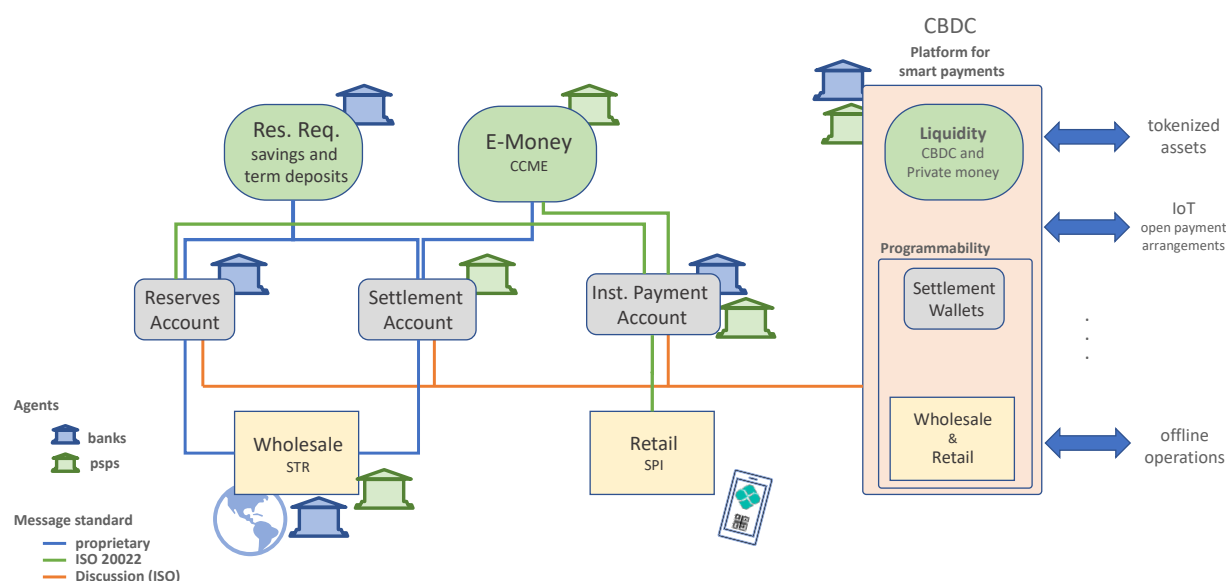 CBDC
Platform for
smart payments
Res. Req.
savings and
term deposits
E-Money
CCME
Liquidity
CBDC and
Private money
tokenized
assets
IoT
open payment
arrangements
Programmability
Reserves
Account
Settlement
Account
Inst. Payment
Account
Settlement
Wallets
.
.
.
Agents
banks
psps
Wholesale
STR
Retail
SPI
Wholesale
&
Retail
offline
operations
Message standard
proprietary
ISO 20022
Discussion (ISO)